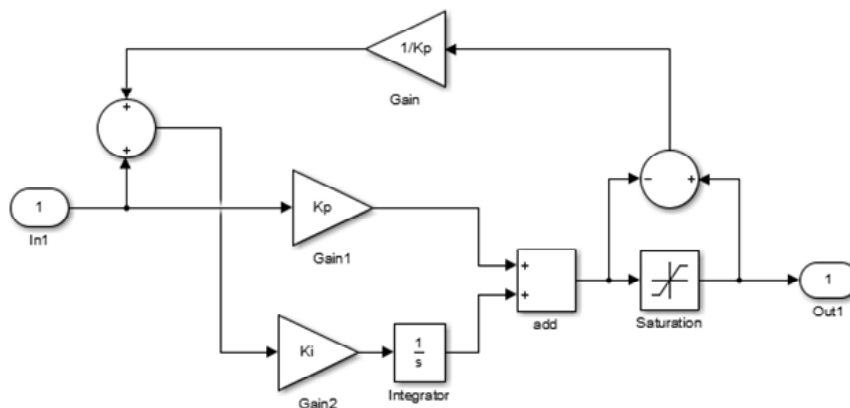 1/Kp
Gain
+
+
1
In1
Kp
Gain1
−
+
+
+
add
Saturation
1
Out1
Ki
Gain2
1
s
Integrator